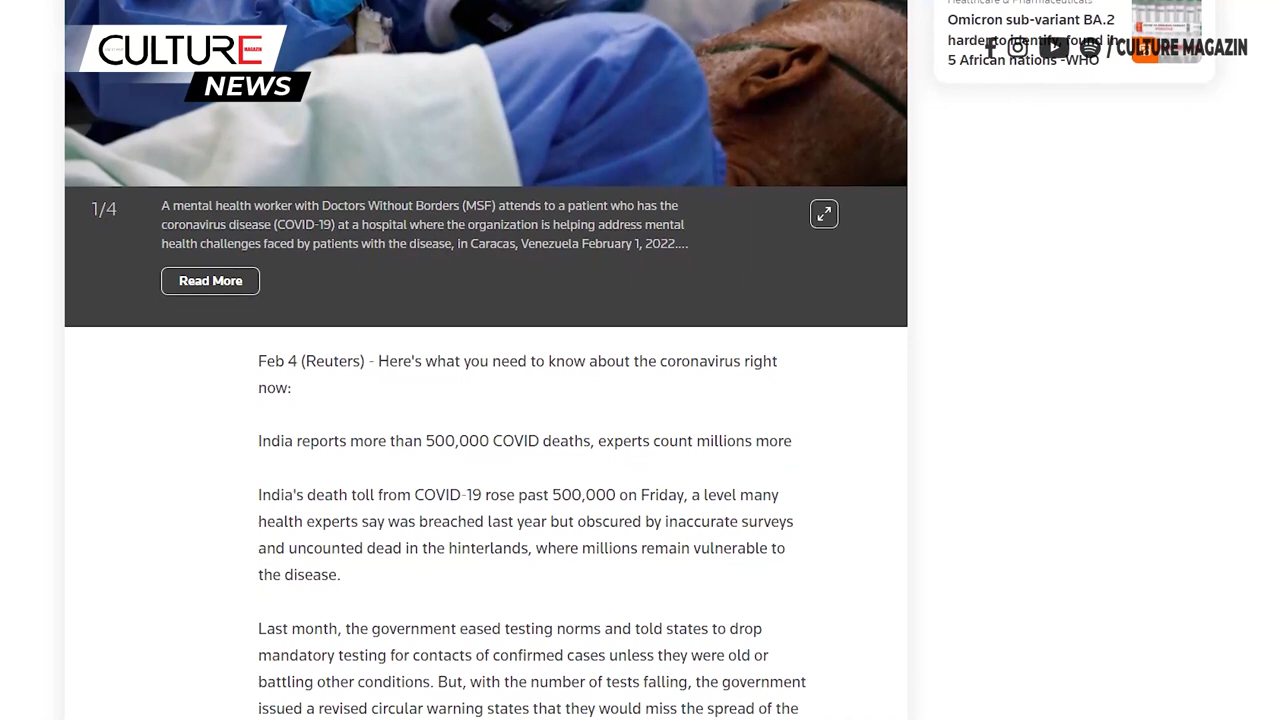 CULTURE
MAGAZIN
NEWS
Healthcare & Pharmaceuticals
Omicron sub-variant BA.2
harder to identify, found in
5 African nations -WHO
/ CULTURE MAGAZIN
1/4
A mental health worker with Doctors Without Borders (MSF) attends to a patient who has the
coronavirus disease (COVID-19) at a hospital where the organization is helping address mental
health challenges faced by patients with the disease, in Caracas, Venezuela February 1, 2022....
Read More
Feb 4 (Reuters) - Here's what you need to know about the coronavirus right
now:
India reports more than 500,000 COVID deaths, experts count millions more
India's death toll from COVID-19 rose past 500,000 on Friday, a level many
health experts say was breached last year but obscured by inaccurate surveys
and uncounted dead in the hinterlands, where millions remain vulnerable to
the disease.
Last month, the government eased testing norms and told states to drop
mandatory testing for contacts of confirmed cases unless they were old or
battling other conditions. But, with the number of tests falling, the government
issued a revised circular warning states that they would miss the spread of the